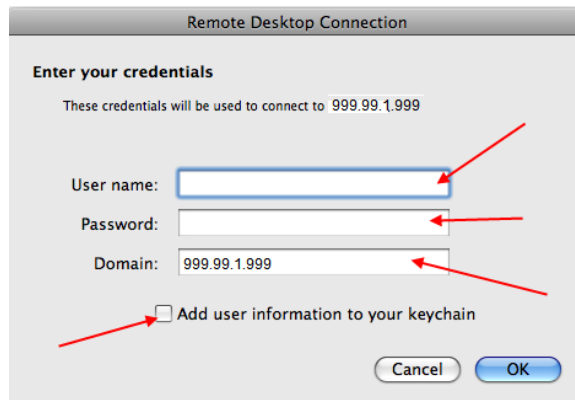 Remote Desktop Connection
Enter your credentials
These credentials will be used to connect to 999.99.1.999
User name:
Password:
Domain: 999.99.1.999
Add user information to your keychain
Cancel OK